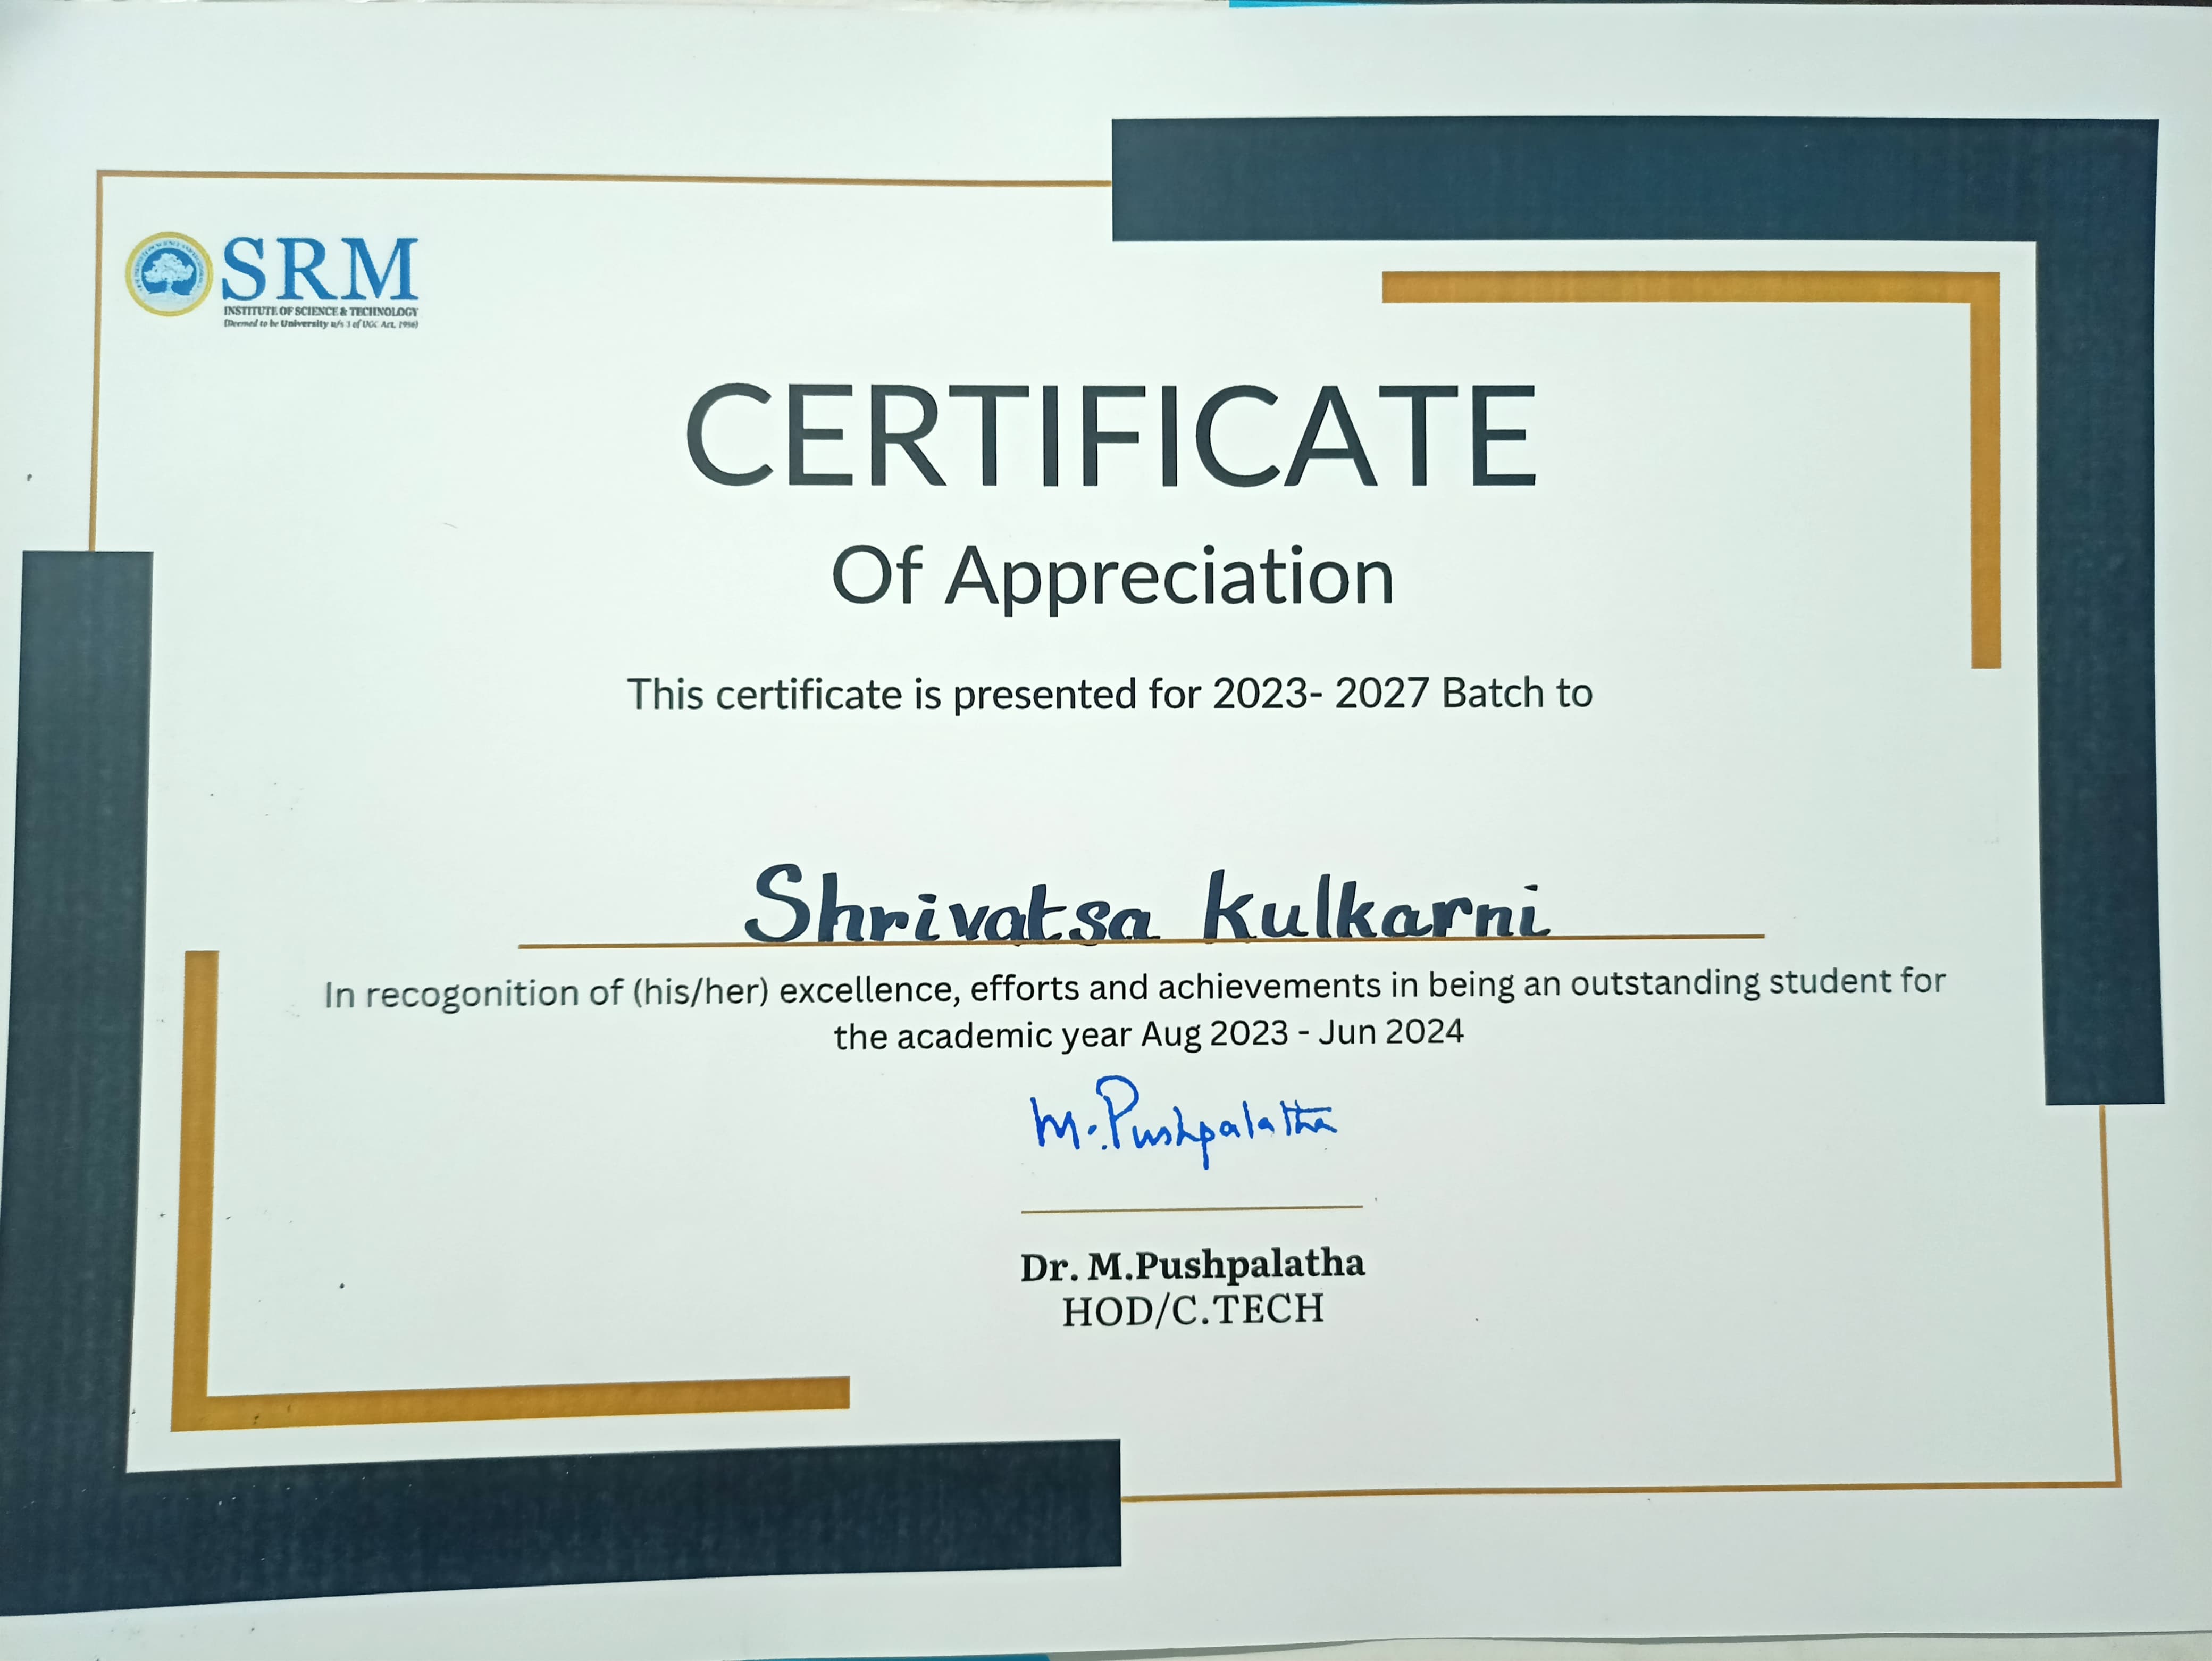 SRM
INSTITUTE OF SCIENCE & TECHNOLOGY
(Deemed to be University u/s 3 of UGC Act, 1956)
CERTIFICATE
Of Appreciation
This certificate is presented for 2023- 2027 Batch to
Shrivatsa Kulkarni
In recogonition of (his/her) excellence, efforts and achievements in being an outstanding student for
the academic year Aug 2023 - Jun 2024
M.Pushpalatha
Dr. M.Pushpalatha
HOD/C.TECH